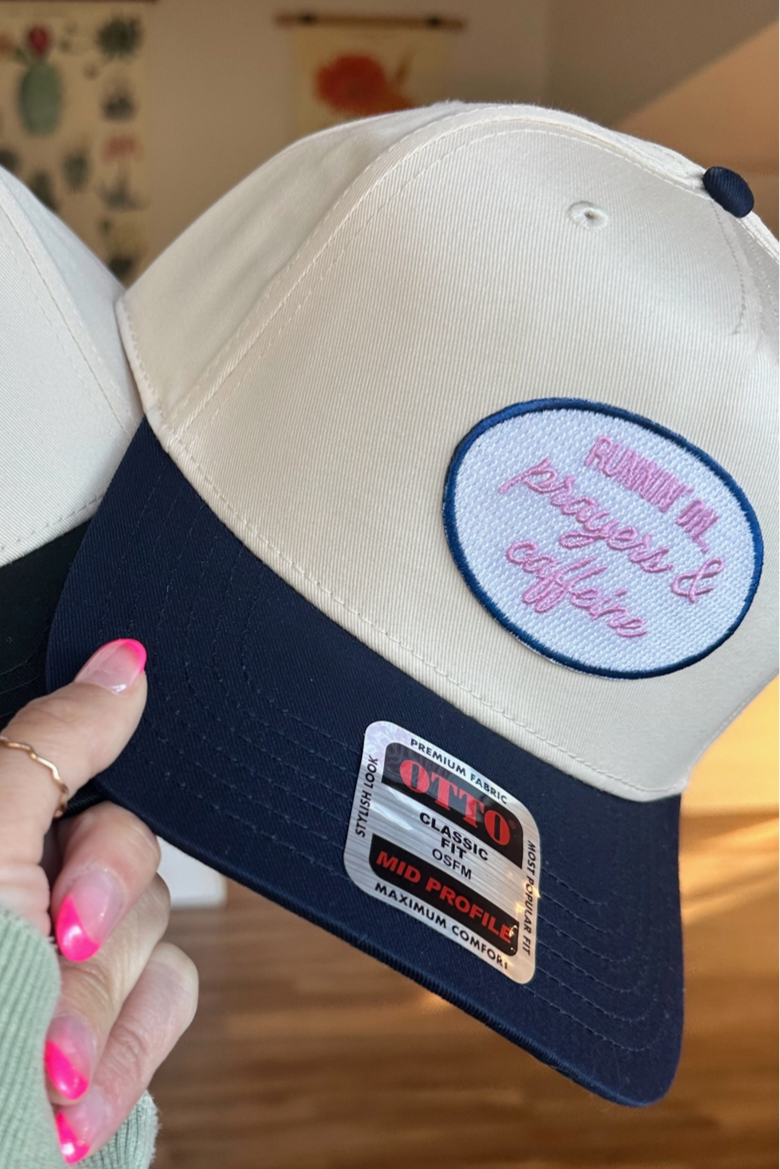 RUNNIN' ON,
prayers &
caffeine
PREMIUM FABRIC
STYLISH LOOK
OTTO
CLASSIC
FIT
OSFM
MID PROFILE
MOST POPULAR FIT
MAXIMUM COMFORT